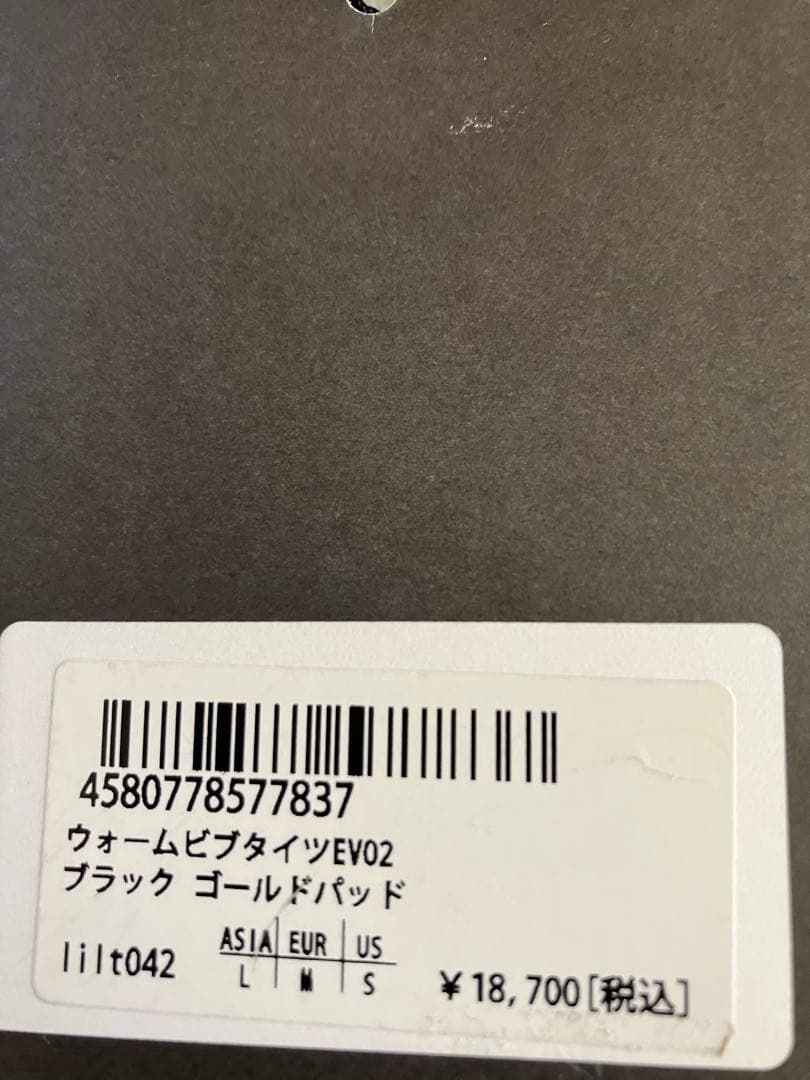 4580778577837
ウォームビブタイツEV02
ブラック ゴールドパッド
lilt042
ASIA EUR US
L M S
¥18,700[税込]